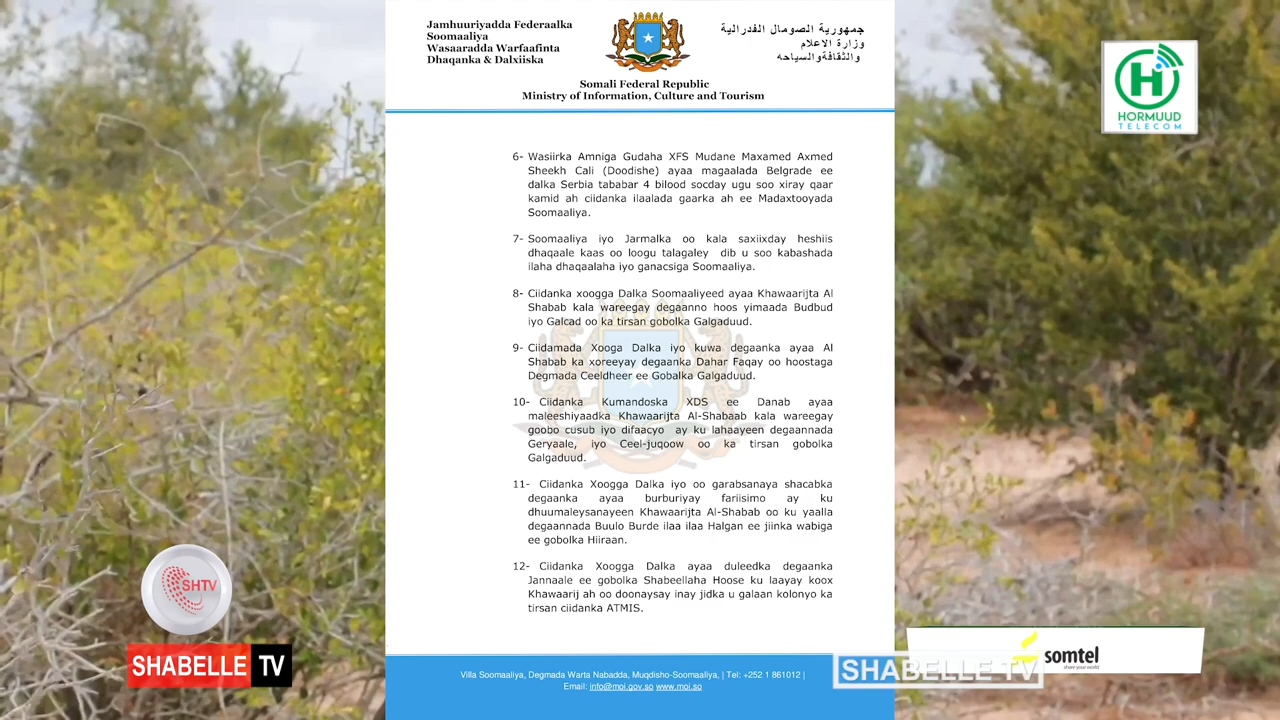 Jamhuuriyadda Federaalka
Soomaaliya
Wasaaradda Warfaafinta
Dhaqanka & Dalxiiska
جمهورية الصومال الفدرالية
وزارة الاعلام
والثقافةوالسياحه
Somali Federal Republic
Ministry of Information, Culture and Tourism
HORMUUD
TELECOM
6- Wasiirka Amniga Gudaha XFS Mudane Maxamed Axmed
Sheekh Cali (Doodishe) ayaa magaalada Belgrade ee
dalka Serbia tababar 4 bilood socday ugu soo xiray qaar
kamid ah ciidanka ilaalada gaarka ah ee Madaxtooyada
Soomaaliya.
7- Soomaaliya iyo Jarmalka oo kala saxiixday heshiis
dhaqaale kaas oo loogu talagaley dib u soo kabashada
ilaha dhaqaalaha iyo ganacsiga Soomaaliya.
8- Ciidanka xoogga Dalka Soomaaliyeed ayaa Khawaarijta Al
Shabab kala wareegay degaanno hoos yimaada Budbud
iyo Galcad oo ka tirsan gobolka Galgaduud.
9- Ciidamada Xooga Dalka iyo kuwa degaanka ayaa Al
Shabab ka xoreeyay degaanka Dahar Faqay oo hoostaga
Degmada Ceeldheer ee Gobalka Galgaduud.
10- Ciidanka Kumandoska XDS ee Danab ayaa
maleeshiyaadka Khawaarijta Al-Shabaab kala wareegay
goobo cusub iyo difaacyo ay ku lahaayeen degaannada
Geryaale, iyo Ceel-juqoow oo ka tirsan gobolka
Galgaduud.
11- Ciidanka Xoogga Dalka iyo oo garabsanaya shacabka
degaanka ayaa burburiyay fariisimo ay ku
dhuumaleysanayeen Khawaarijta Al-Shabab oo ku yaalla
degaannada Buulo Burde ilaa ilaa Halgan ee jiinka wabiga
ee gobolka Hiiraan.
12- Ciidanka Xoogga Dalka ayaa duleedka degaanka
Jannaale ee gobolka Shabeellaha Hoose ku laayay koox
Khawaarij ah oo doonaysay inay jidka u galaan kolonyo ka
tirsan ciidanka ATMIS.
SHTV
SHABELLE TV
somtel
share your world
SHABELLE TV
Villa Soomaaliya, Degmada Warta Nabadda, Muqdisho-Soomaaliya, | Tel: +252 1 861012 |
Email: info@moi.gov.so www.moi.so